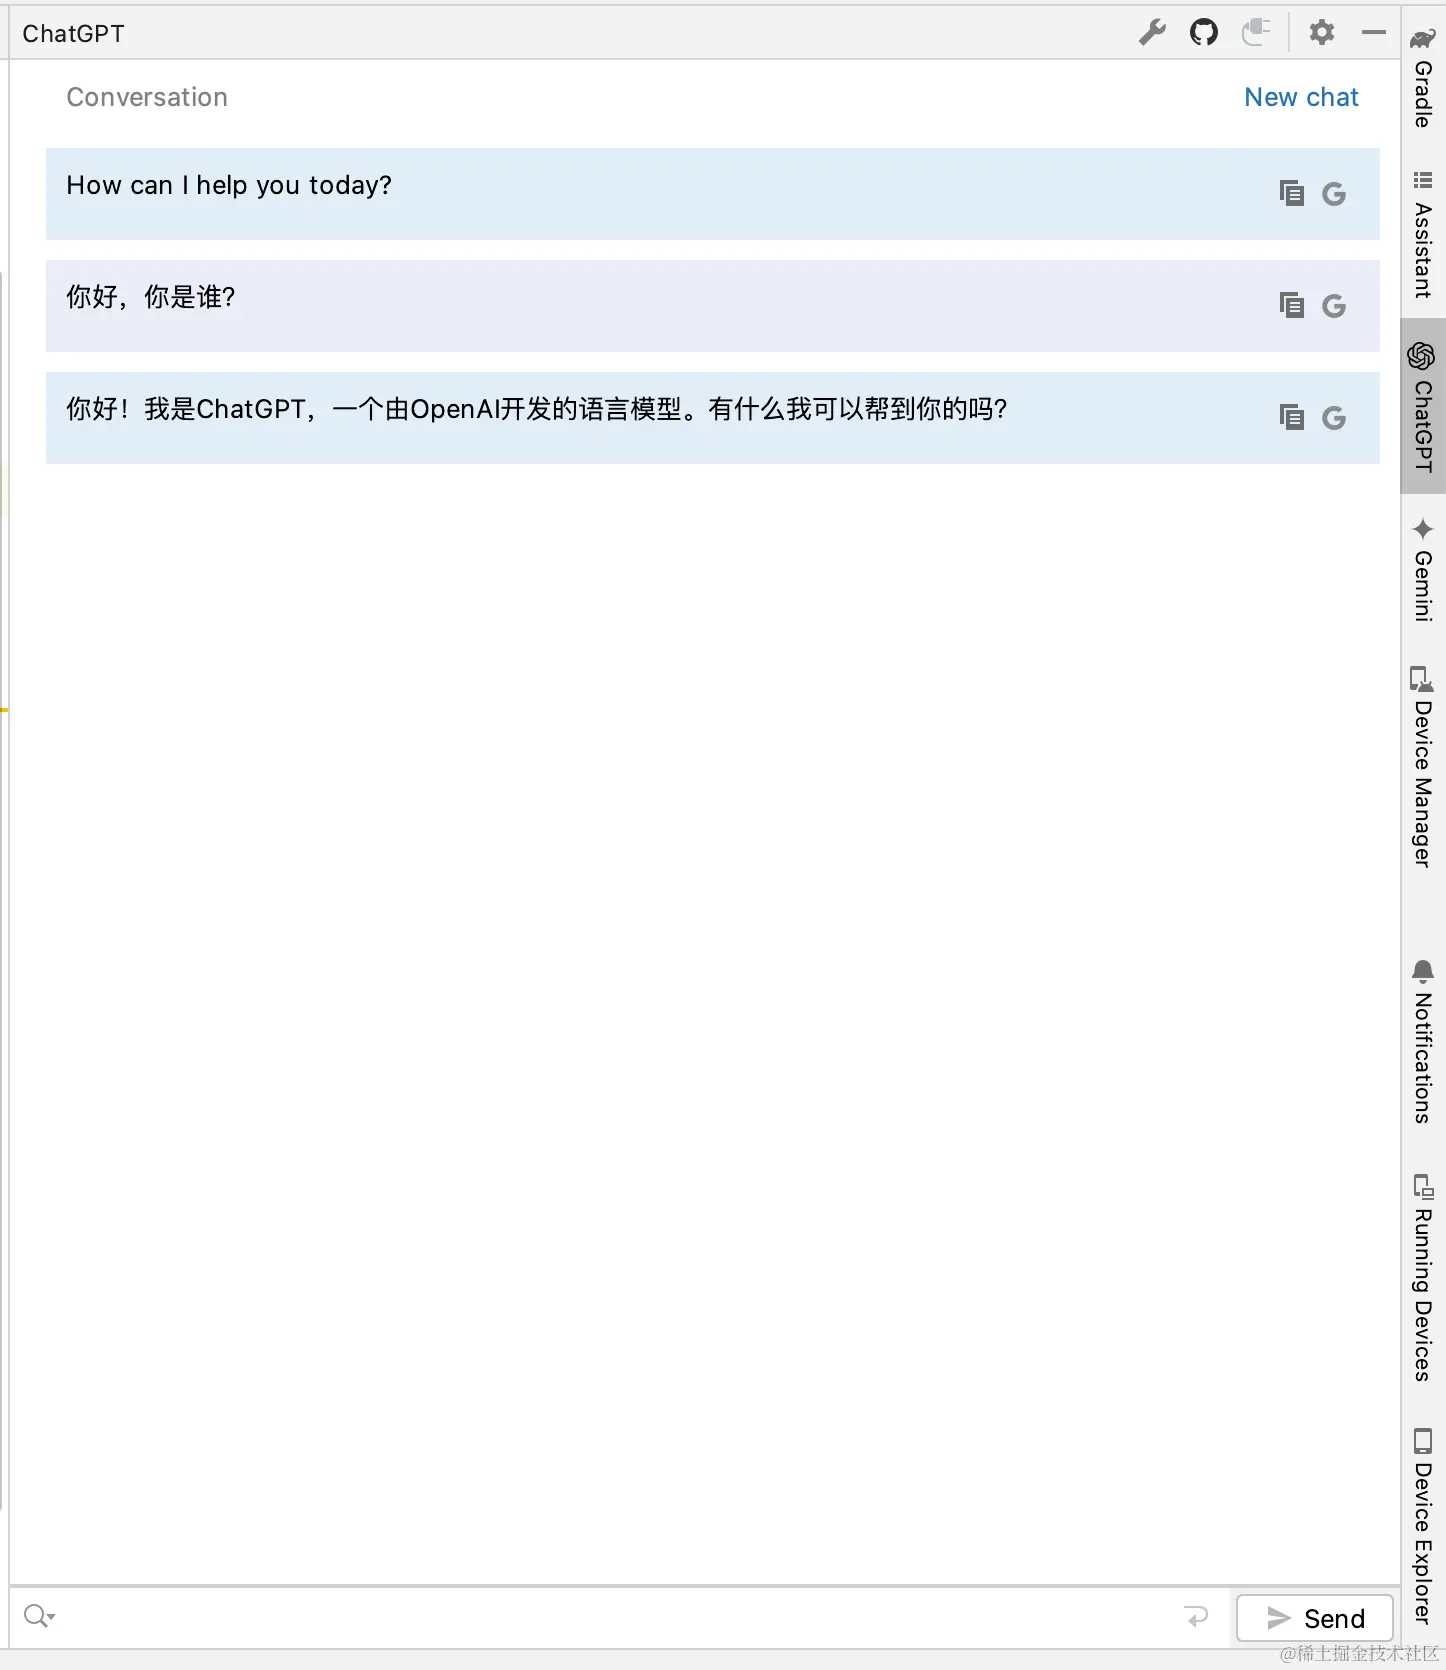 ChatGPT
Conversation
New chat
How can I help you today?
你好，你是谁？
你好！我是ChatGPT，一个由OpenAI开发的语言模型。有什么我可以帮到你的吗？
Send
Gradle
Assistant
ChatGPT
Gemini
Device Manager
Notifications
Running Devices
Device Explorer
@稀土掘金技术社区